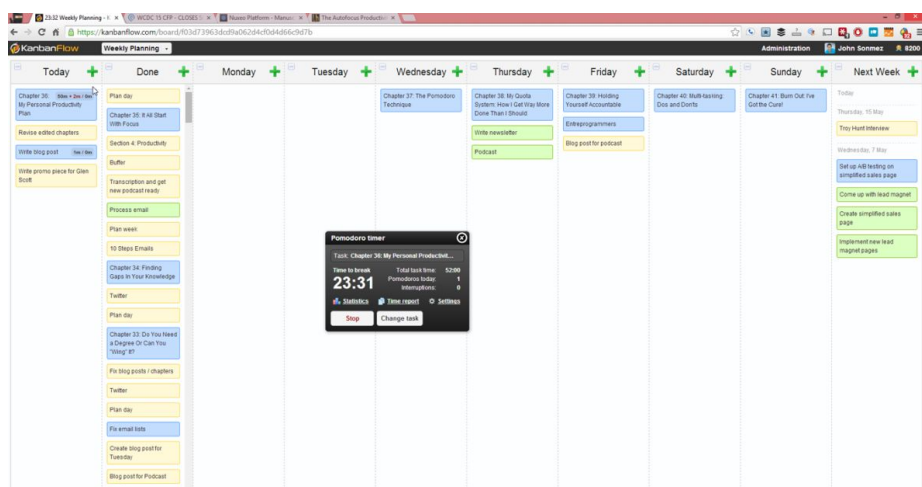 23:32 Weekly Planning -
WCDC 15 CFP - CLOSES
Nuxeo Platform - Manual
The Autofocus Productiv
https://kanbanflow.com/board/
KanbanFlow
Weekly Planning
Administration
John Sonmez
8200
Today
Done
Monday
Tuesday
Wednesday
Thursday
Friday
Saturday
Sunday
Next Week
Chapter 36:
My Personal Productivity
Plan
Revise edited chapters
Write blog post
Write promo piece for Glen
Scott
Plan day
Chapter 35: It All Start
With Focus
Section 4: Productivity
Buffer
Transcription and get
new podcast ready
Process email
Plan week
10 Steps Emails
Chapter 34: Finding
Gaps In Your Knowledge
Twitter
Plan day
Chapter 33: Do You Need
a Degree Or Can You
"Wing" It?
Fix blog posts / chapters
Twitter
Plan day
Fix email lists
Create blog post for
Tuesday
Blog post for Podcast
Chapter 37: The Pomodoro
Technique
Chapter 38: My Quota
System: How I Get Way More
Done Than I Should
Write newsletter
Podcast
Chapter 39: Holding
Yourself Accountable
Entreprogrammers
Blog post for podcast
Chapter 40: Multi-tasking
Dos and Don'ts
Chapter 41: Burn Out: I've
Got the Cure!
Today
Thursday, 15 May
Troy Hunt Interview
Wednesday, 7 May
Set up A/B testing on
simplified sales page
Come up with lead magnet
Create simplified sales
page
Implement new lead
magnet pages
Pomodoro timer
Task: Chapter 36: My Personal Productivit...
Time to break
23:31
Total task time: 52:00
Pomodoros today: 1
Interruptions: 0
Statistics
Time report
Settings
Stop
Change task